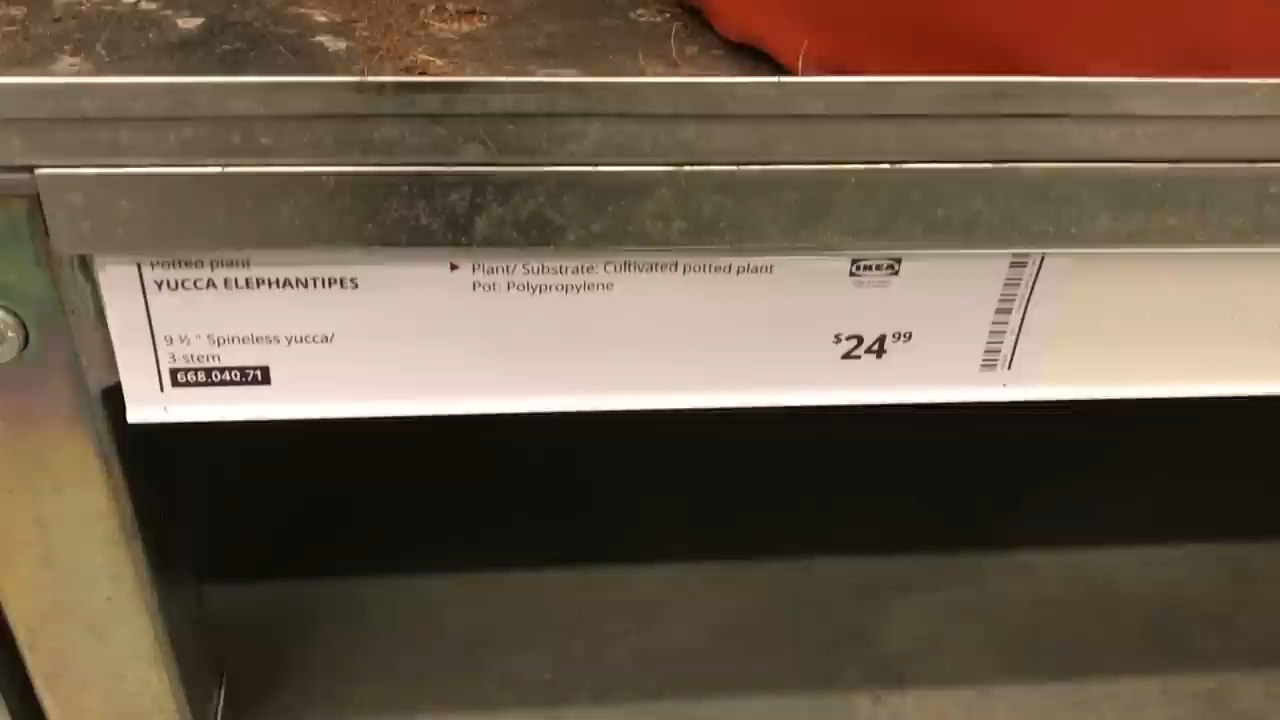 Potted plant
YUCCA ELEPHANTIPES
9 ½ " Spineless yucca/
3-stem
668.040.71
► Plant/ Substrate: Cultivated potted plant
Pot: Polypropylene
IKEA
$24 99